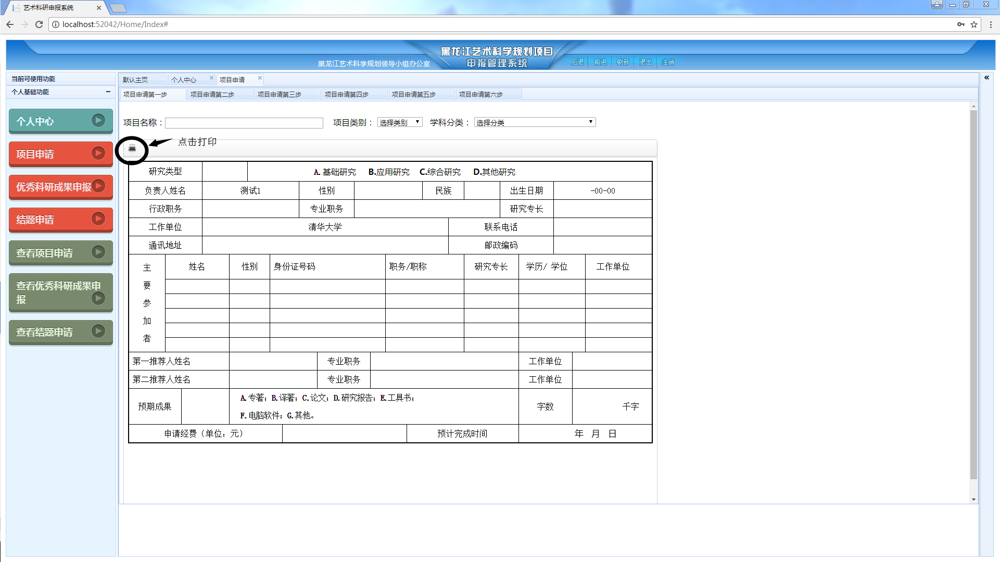 艺术科研申报系统
localhost:52042/Home/Index#
黑龙江艺术科学规划项目
黑龙江艺术科学规划领导小组办公室 申报管理系统 后退 前进 刷新 退出 注销
当前可使用功能
个人基础功能
个人中心
项目申请
优秀科研成果申报
结题申请
查看项目申请
查看优秀科研成果申
报
查看结题申请
默认主页 个人中心 项目申请
项目申请第一步 项目申请第二步 项目申请第三步 项目申请第四步 项目申请第五步 项目申请第六步
项目名称： 项目类别： 选择类别 学科分类： 选择分类
点击打印
研究类型 A. 基础研究 B.应用研究 C.综合研究 D.其他研究
负责人姓名 测试1 性别 民族 出生日期 -00-00
行政职务 专业职务 研究专长
工作单位 清华大学 联系电话
通讯地址 邮政编码
主要参加者 姓名 性别 身份证号码 职务/职称 研究专长 学历/ 学位 工作单位
第一推荐人姓名 专业职务 工作单位
第二推荐人姓名 专业职务 工作单位
预期成果 A.专著；B.译著；C.论文；D.研究报告；E.工具书；
F.电脑软件；G.其他。 字数 千字
申请经费（单位：元） 预计完成时间 年 月 日